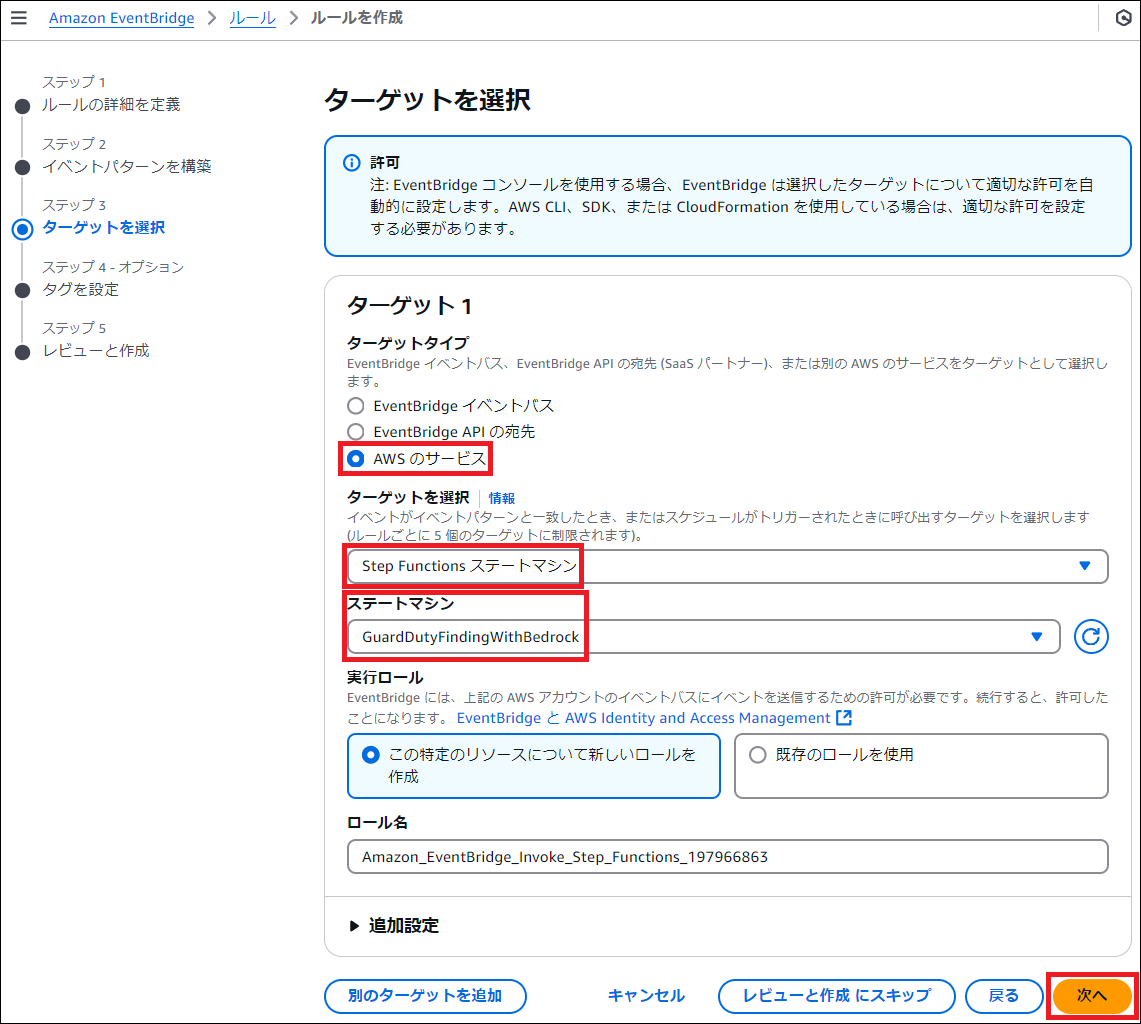 Amazon EventBridge > ルール > ルールを作成
ステップ 1
ルールの詳細を定義
ステップ 2
イベントパターンを構築
ステップ 3
ターゲットを選択
ステップ 4 - オプション
タグを設定
ステップ 5
レビューと作成
ターゲットを選択
許可
注: EventBridge コンソールを使用する場合、EventBridge は選択したターゲットについて適切な許可を自
動的に設定します。AWS CLI、SDK、または CloudFormation を使用している場合は、適切な許可を設定
する必要があります。
ターゲット 1
ターゲットタイプ
EventBridge イベントバス、EventBridge API の宛先 (SaaS パートナー)、または別の AWS のサービスをターゲットとして選択し
ます。
EventBridge イベントバス
EventBridge API の宛先
AWS のサービス
ターゲットを選択 情報
イベントがイベントパターンと一致したとき、またはスケジュールがトリガーされたときに呼び出すターゲットを選択します
(ルールごとに 5 個のターゲットに制限されます)。
Step Functions ステートマシン
ステートマシン
GuardDutyFindingWithBedrock
実行ロール
EventBridge には、上記の AWS アカウントのイベントバスにイベントを送信するための許可が必要です。続行すると、許可した
ことになります。 EventBridge と AWS Identity and Access Management
この特定のリソースについて新しいロールを
作成
既存のロールを使用
ロール名
Amazon_EventBridge_Invoke_Step_Functions_197966863
追加設定
別のターゲットを追加 キャンセル レビューと作成 にスキップ 戻る 次へ